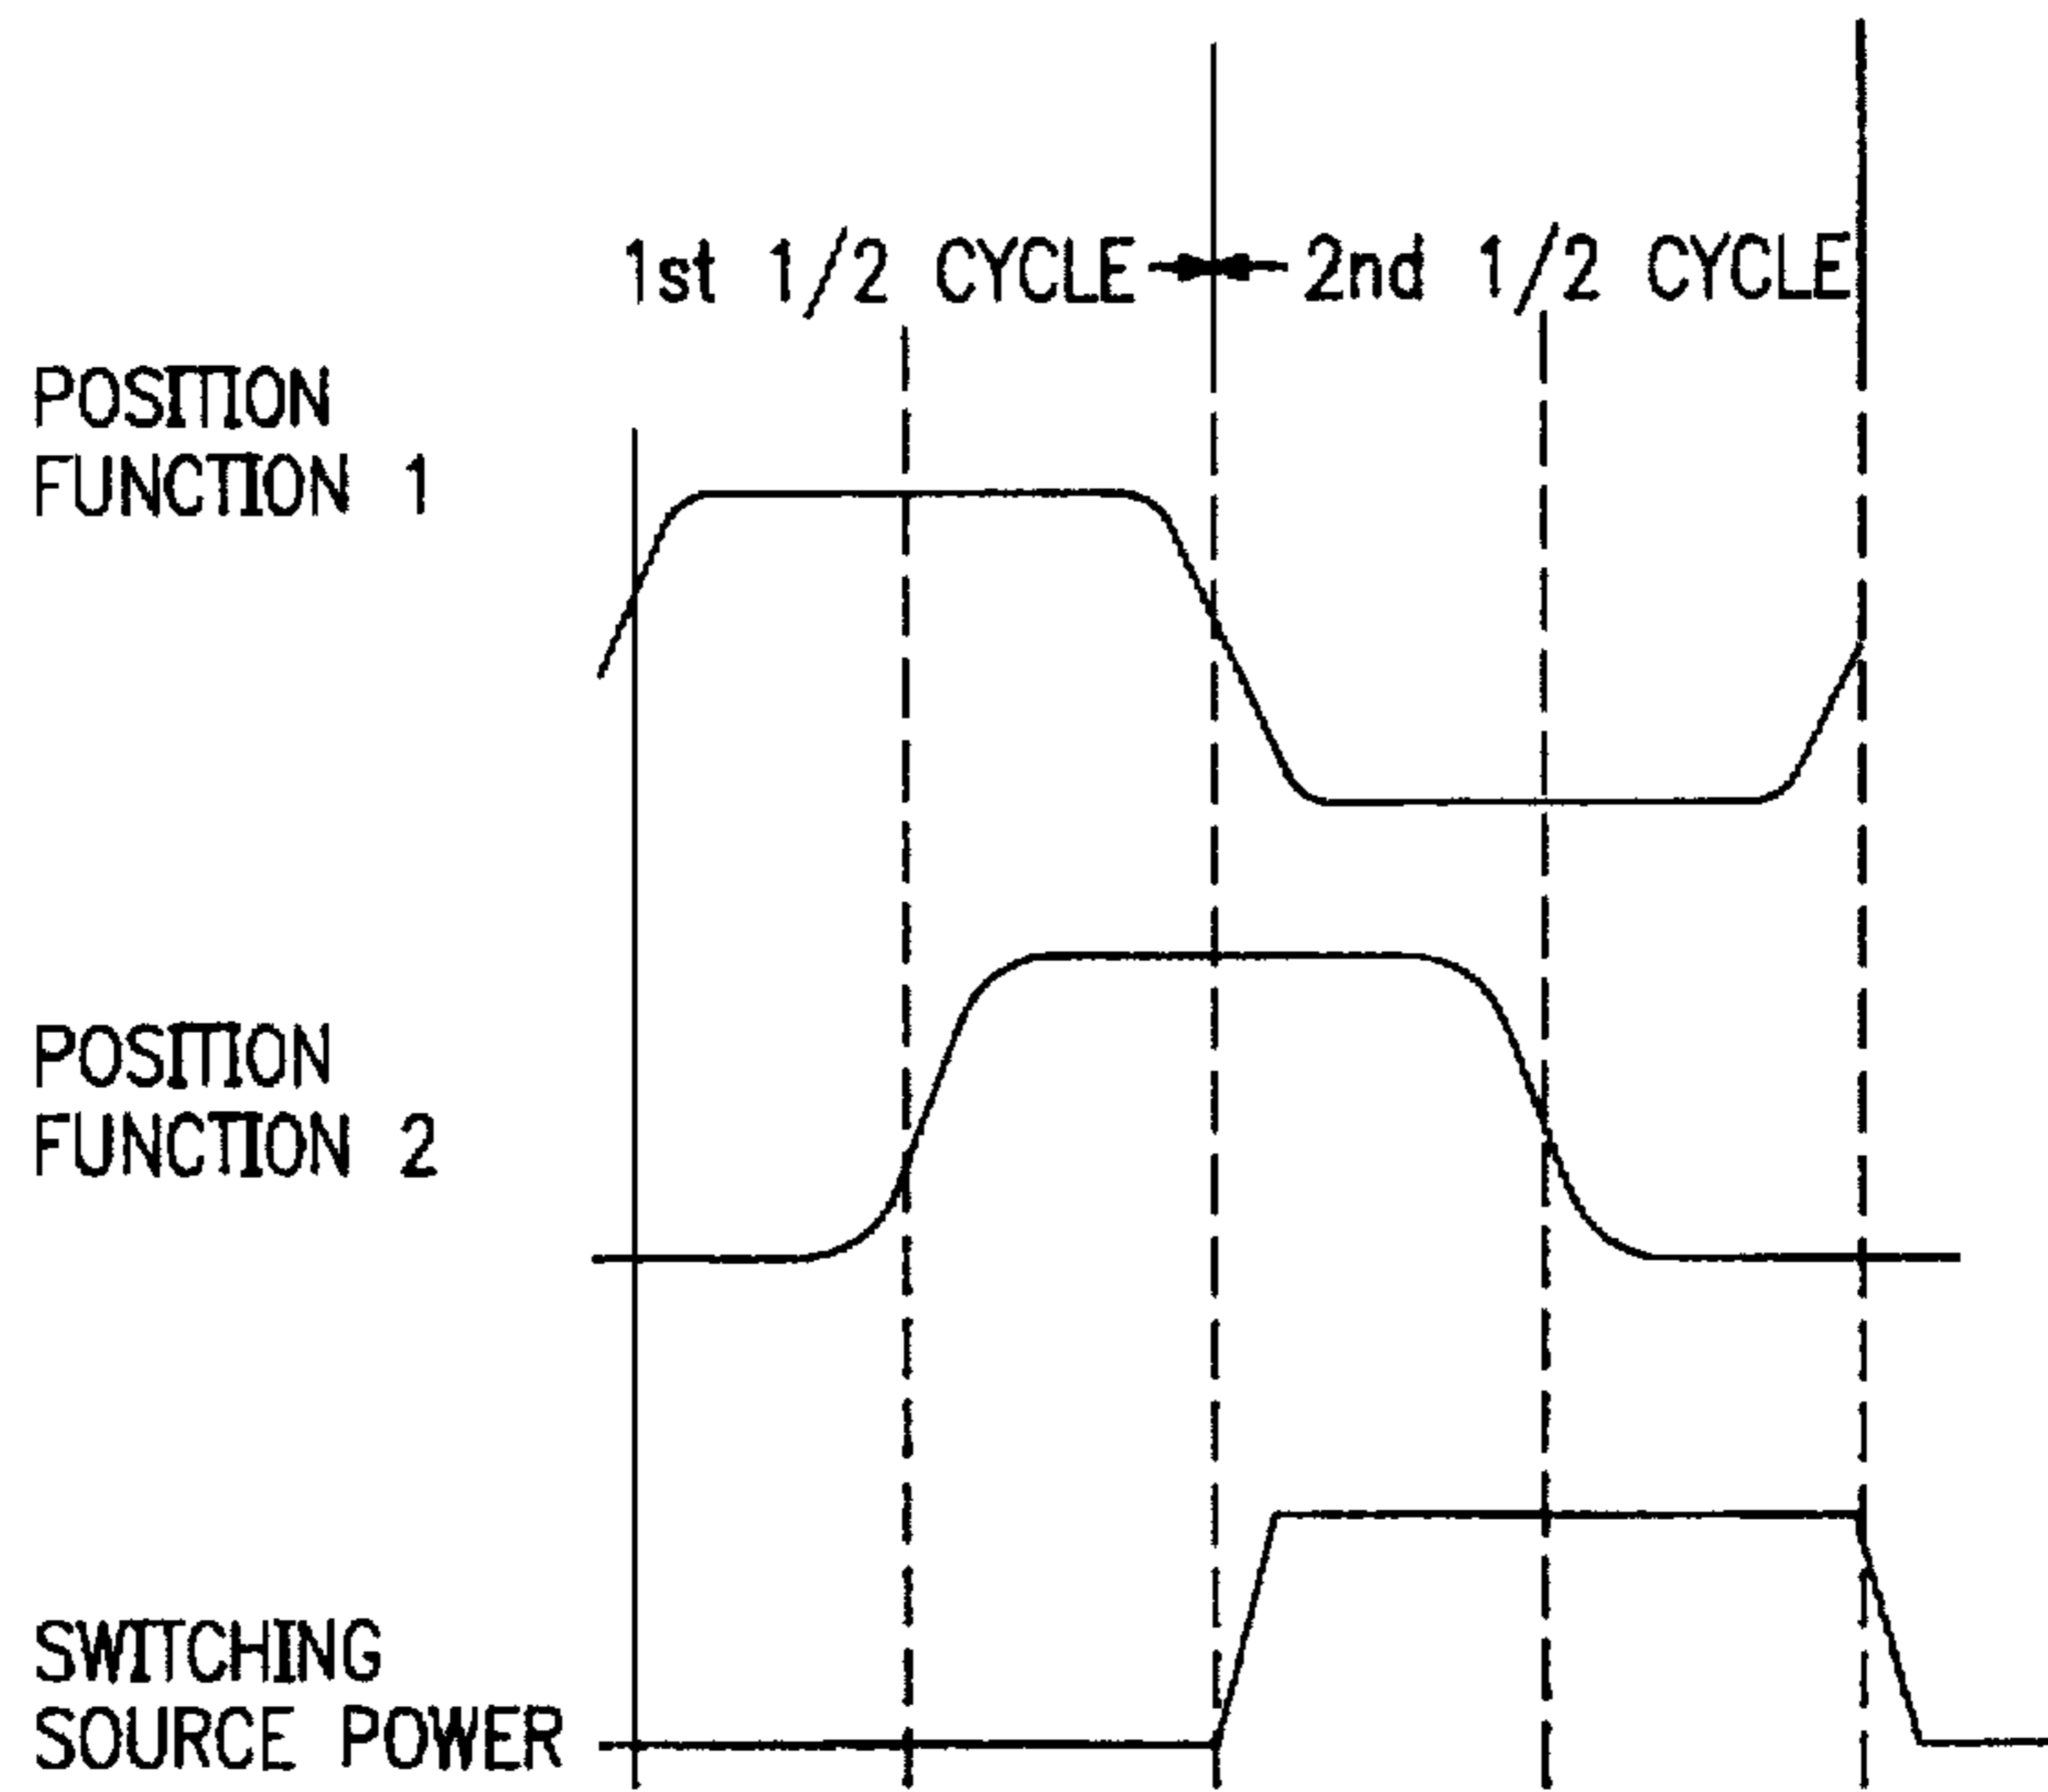 1st 1/2 CYCLE 2nd 1/2 CYCLE
POSITION
FUNCTION 1
POSITION
FUNCTION 2
SWITCHING
SOURCE POWER